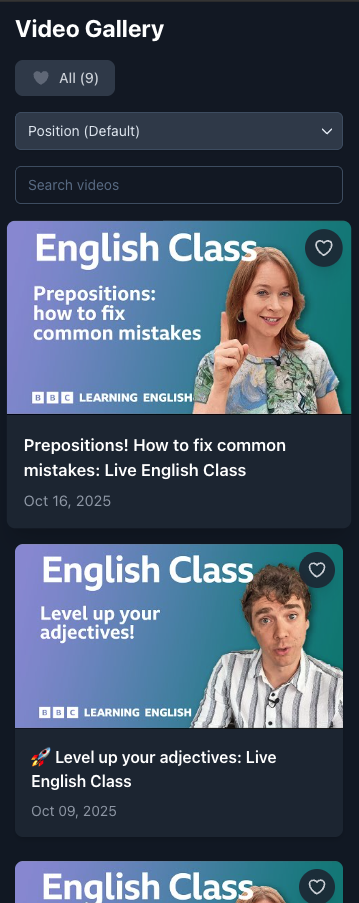 Video Gallery
All (9)
Position (Default)
Search videos
English Class
Prepositions:
how to fix
common mistakes
BBC LEARNING ENGLISH
Prepositions! How to fix common
mistakes: Live English Class
Oct 16, 2025
English Class
Level up your
adjectives!
BBC LEARNING ENGLISH
🚀 Level up your adjectives: Live
English Class
Oct 09, 2025
English Class